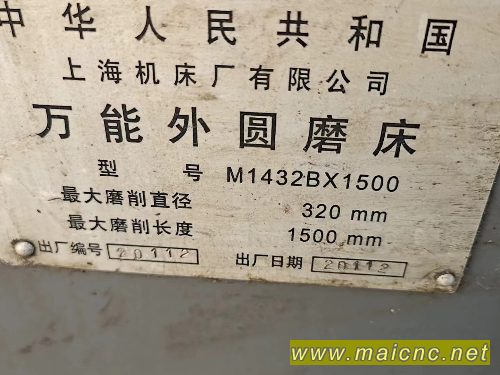 中华人民共和国
上海机床厂有限公司
万能外圆磨床
型 号 M1432BX1500
最大磨削直径 320 mm
最大磨削长度 1500 mm
出厂编号 20112 出厂日期 20112
www.maicnc.net